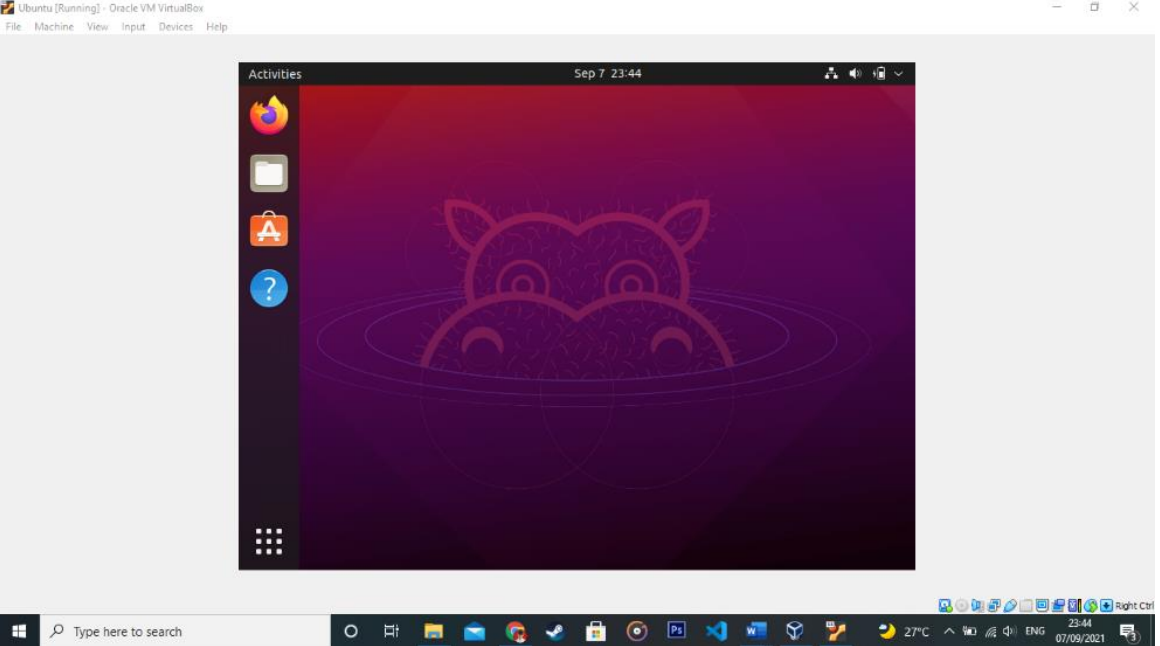 Ubuntu [Running] - Oracle VM VirtualBox
File Machine View Input Devices Help
Activities
Sep 7 23:44
?
Right Ctrl
Type here to search
Ps
W
27°C
ENG
23:44
07/09/2021
3